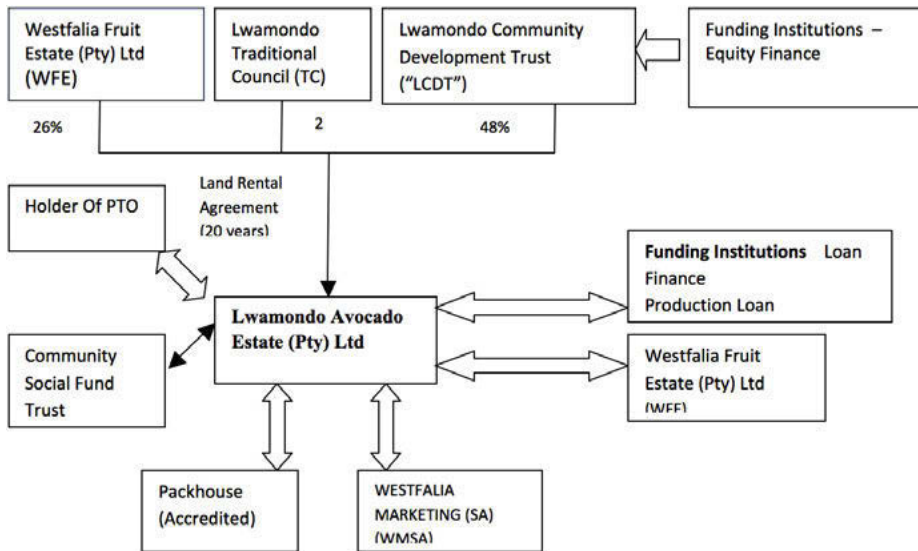 Westfalia Fruit
Estate (Pty) Ltd
(WFE)
Lwamondo
Traditional
Council (TC)
Lwamondo Community
Development Trust
("LCDT")
Funding Institutions –
Equity Finance
26%
2
48%
Land Rental
Agreement
(20 years)
Holder Of PTO
Funding Institutions Loan
Finance
Production Loan
Lwamondo Avocado
Estate (Pty) Ltd
Community
Social Fund
Trust
Westfalia Fruit
Estate (Pty) Ltd
(WFE)
Packhouse
(Accredited)
WESTFALIA
MARKETING (SA)
(WMSA)